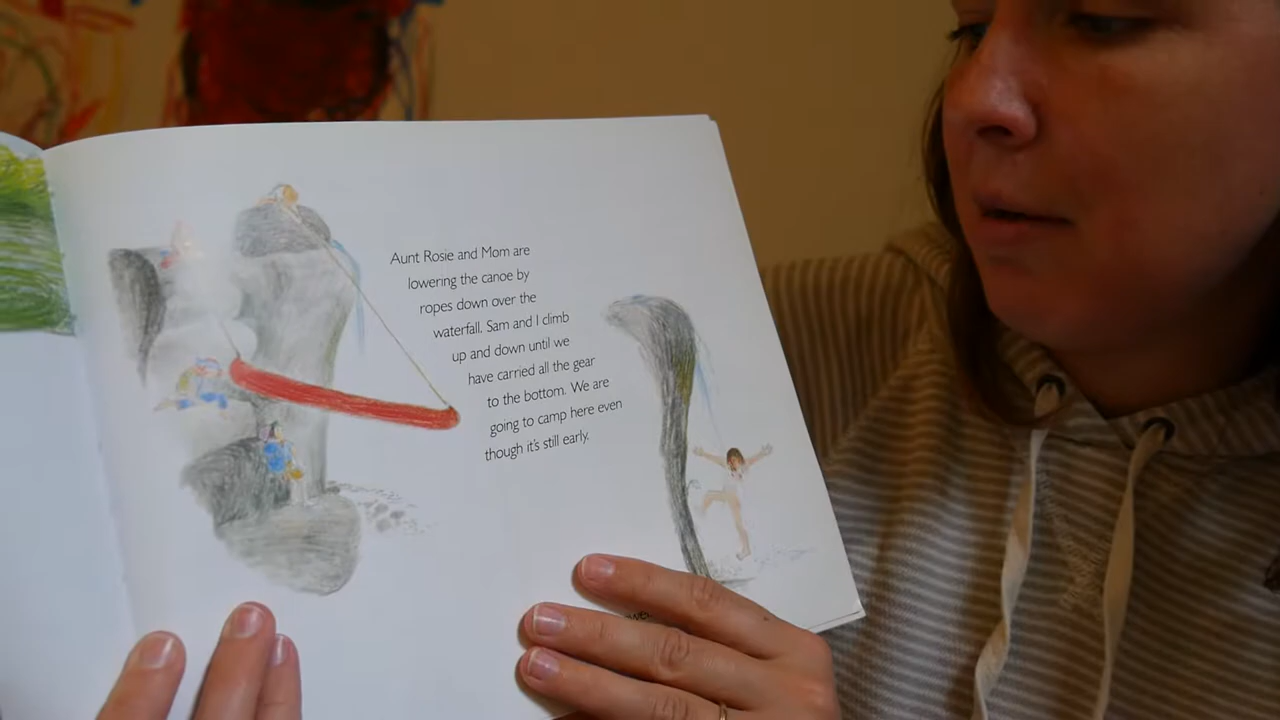 Aunt Rosie and Mom are
lowering the canoe by
ropes down over the
waterfall. Sam and I climb
up and down until we
have carried all the gear
to the bottom. We are
going to camp here even
though it's still early.